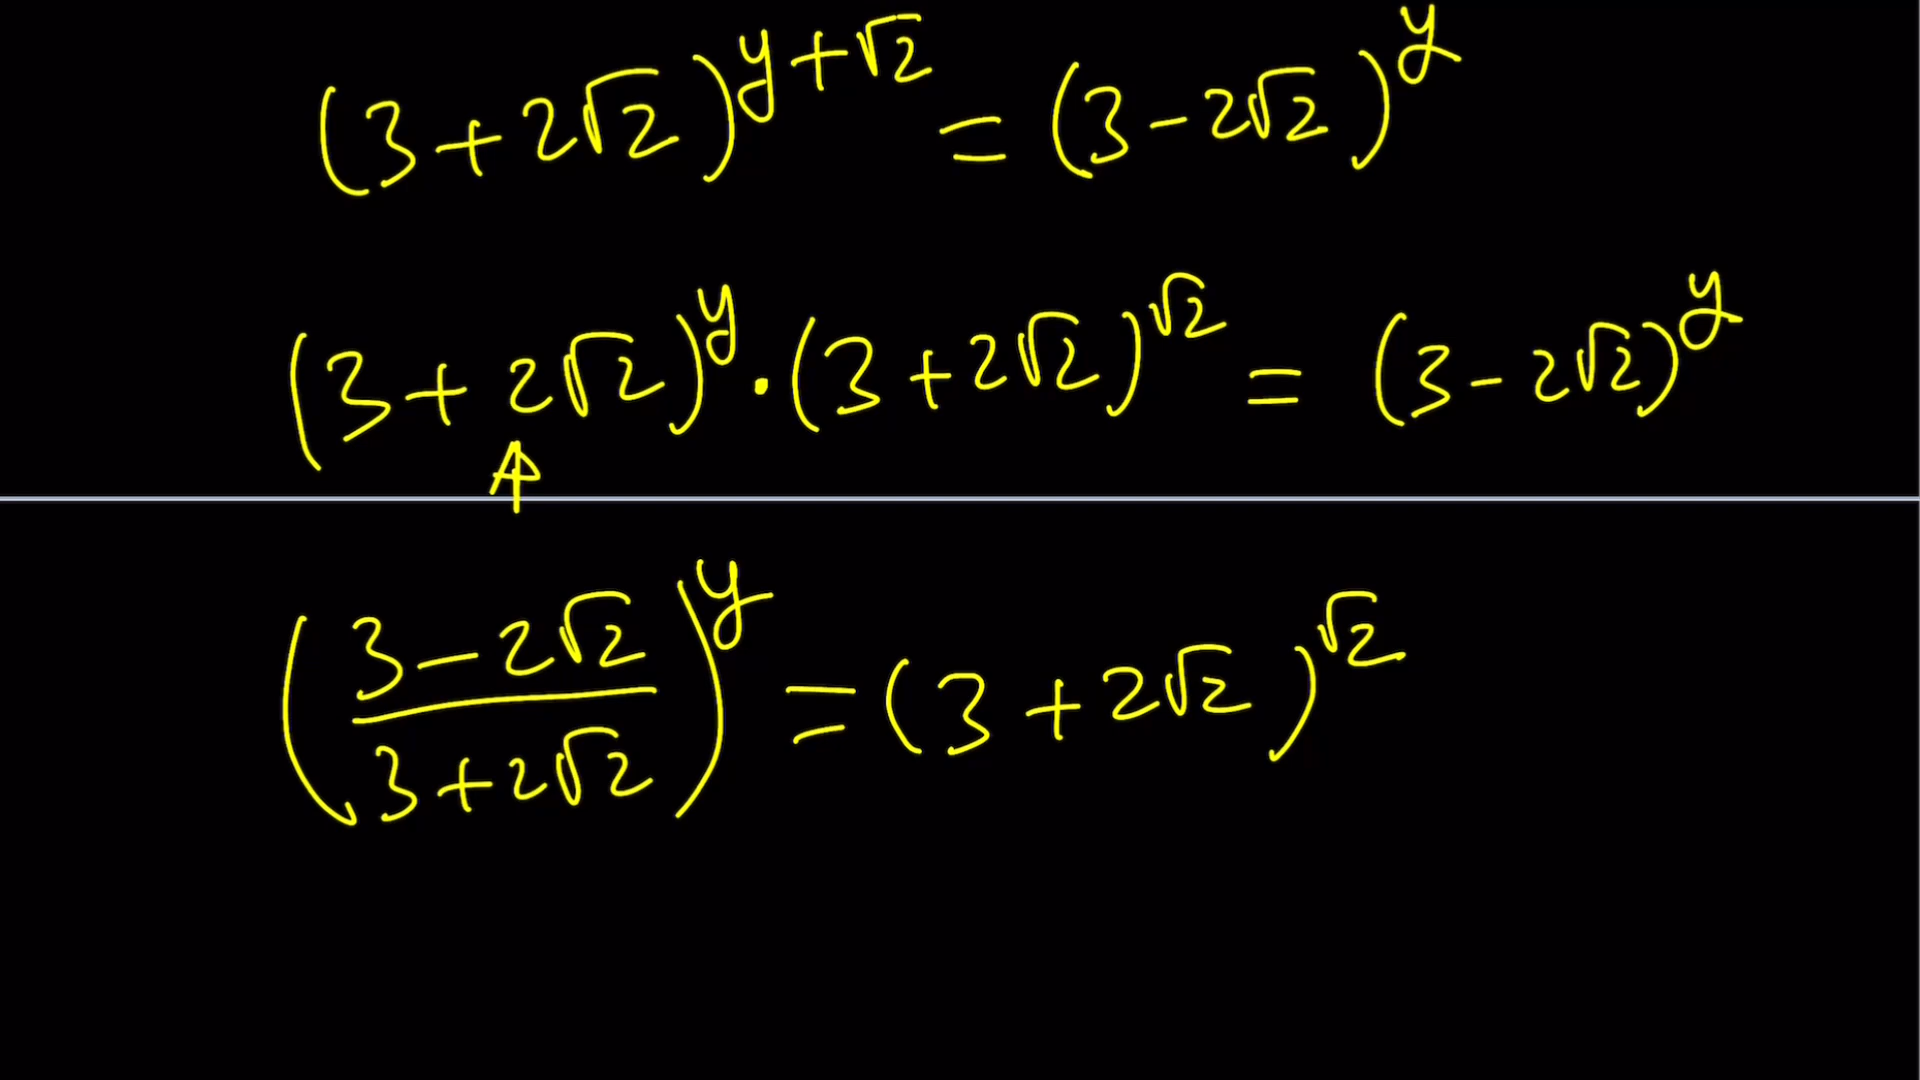 (3+2√2)^(y+√2) = (3-2√2)^y
(3+2√2)^y · (3+2√2)^√2 = (3-2√2)^y
((3-2√2)/(3+2√2))^y = (3+2√2)^√2